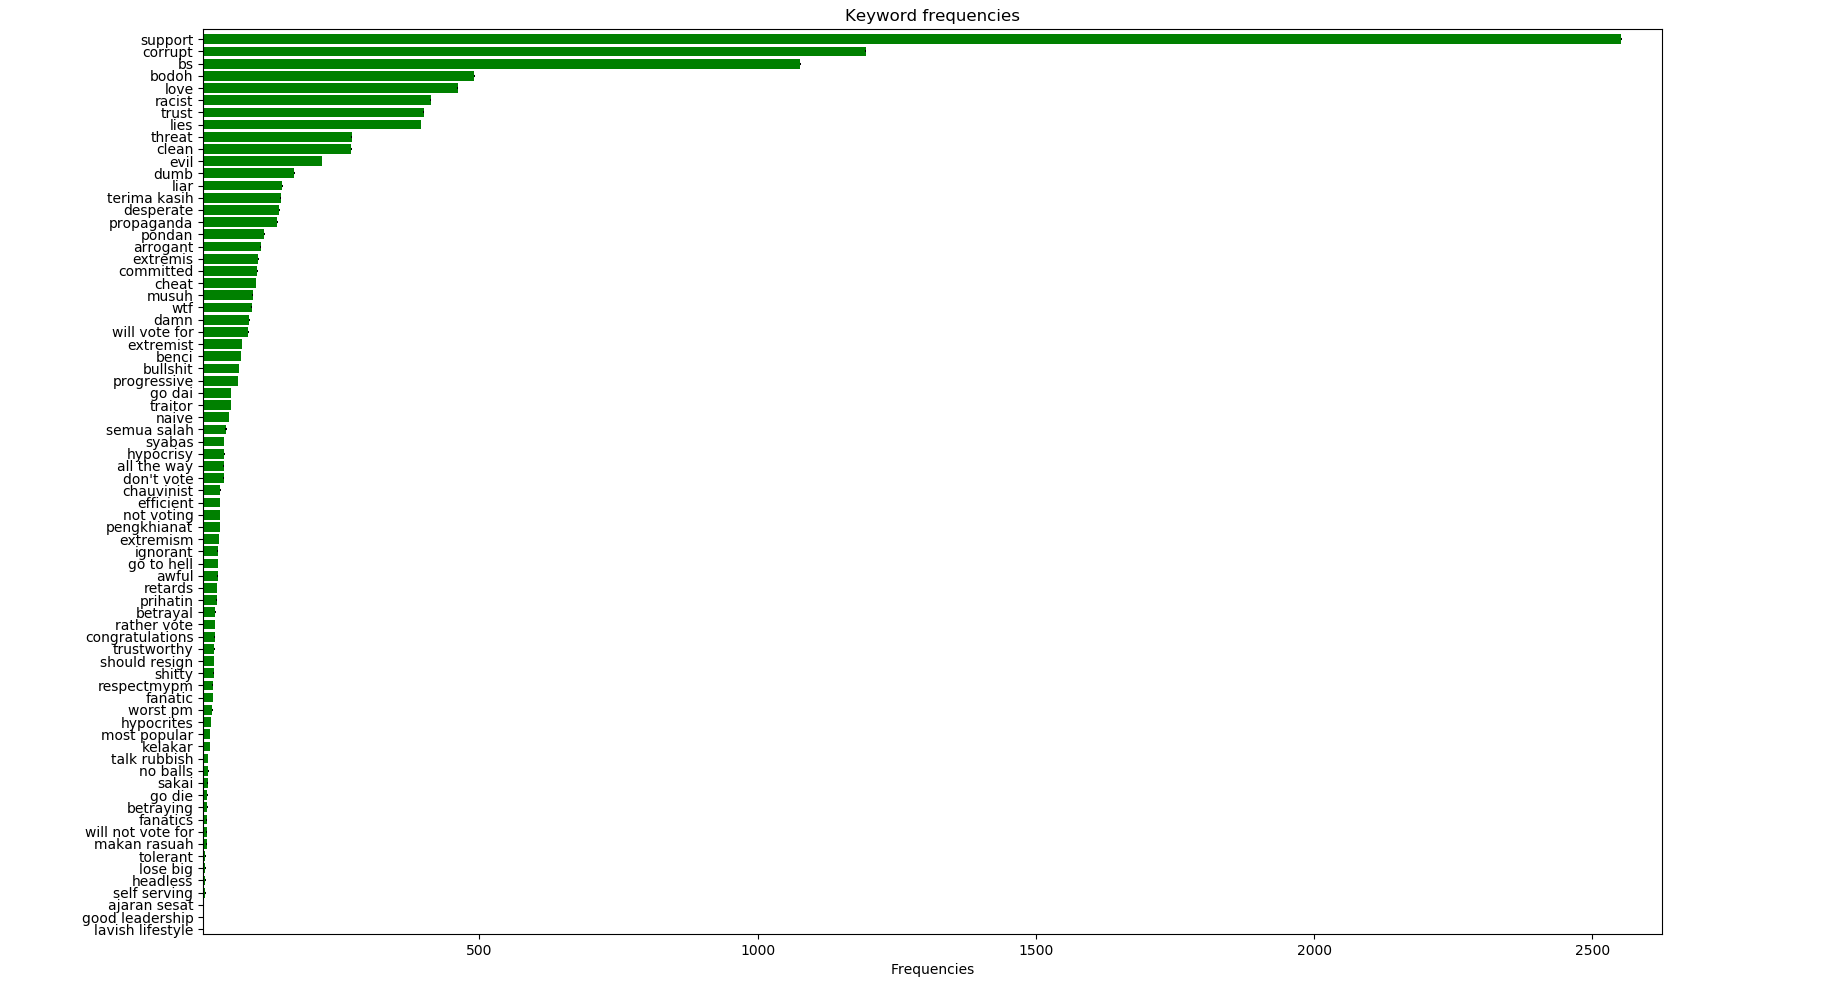 Keyword frequencies
support
corrupt
bs
bodoh
love
racist
trust
lies
threat
clean
evil
dumb
liar
terima kasih
desperate
propaganda
pondan
arrogant
extremis
committed
cheat
musuh
wtf
damn
will vote for
extremist
benci
bullshit
progressive
go dai
traitor
naive
semua salah
syabas
hypocrisy
all the way
don't vote
chauvinist
efficient
not voting
pengkhianat
extremism
ignorant
go to hell
awful
retards
prihatin
betrayal
rather vote
congratulations
trustworthy
should resign
shitty
respectmypm
fanatic
worst pm
hypocrites
most popular
kelakar
talk rubbish
no balls
sakai
go die
betraying
fanatics
will not vote for
makan rasuah
tolerant
lose big
headless
self serving
ajaran sesat
good leadership
lavish lifestyle
500 1000 1500 2000 2500
Frequencies